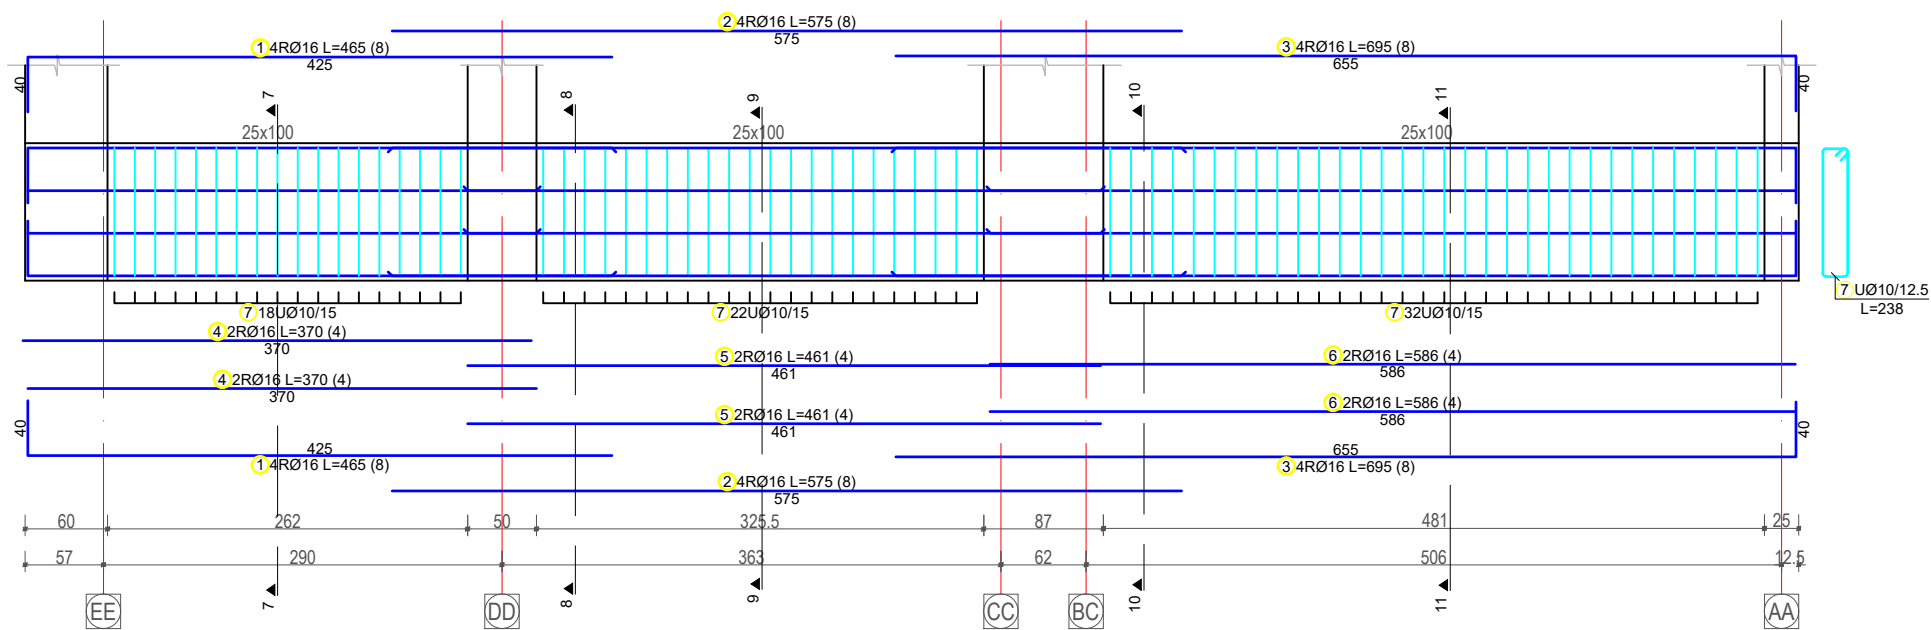 2 4RØ16 L=575 (8)
575
1 4RØ16 L=465 (8)
425
3 4RØ16 L=695 (8)
655
40
40
7
8
9
10
11
25x100
25x100
25x100
7 18UØ10/15
7 22UØ10/15
7 32UØ10/15
7 UØ10/12.5
L=238
4 2RØ16 L=370 (4)
370
5 2RØ16 L=461 (4)
461
6 2RØ16 L=586 (4)
586
4 2RØ16 L=370 (4)
370
5 2RØ16 L=461 (4)
461
6 2RØ16 L=586 (4)
586
40
40
425
1 4RØ16 L=465 (8)
655
3 4RØ16 L=695 (8)
2 4RØ16 L=575 (8)
575
60 262 50 325.5 87 481 25
57 290 363 62 506 12.5
7
8
9
10
11
EE DD CC BC AA